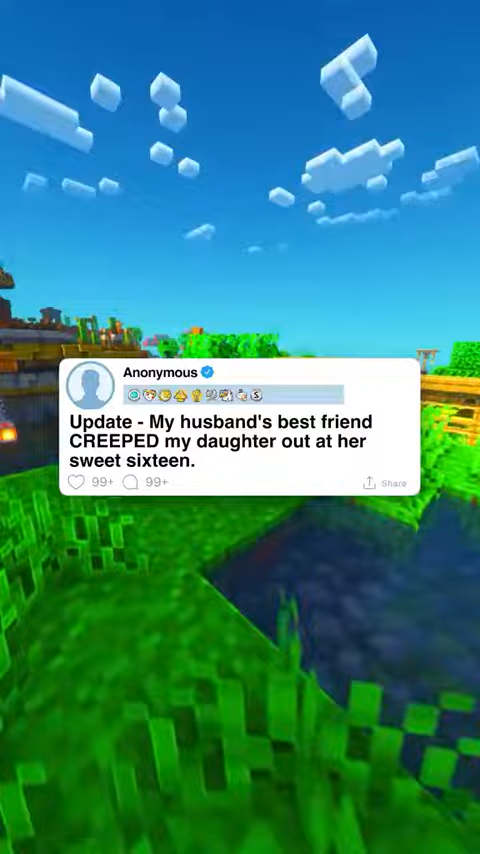 Anonymous
Update - My husband's best friend
CREEPED my daughter out at her
sweet sixteen.
99+ 99+ Share